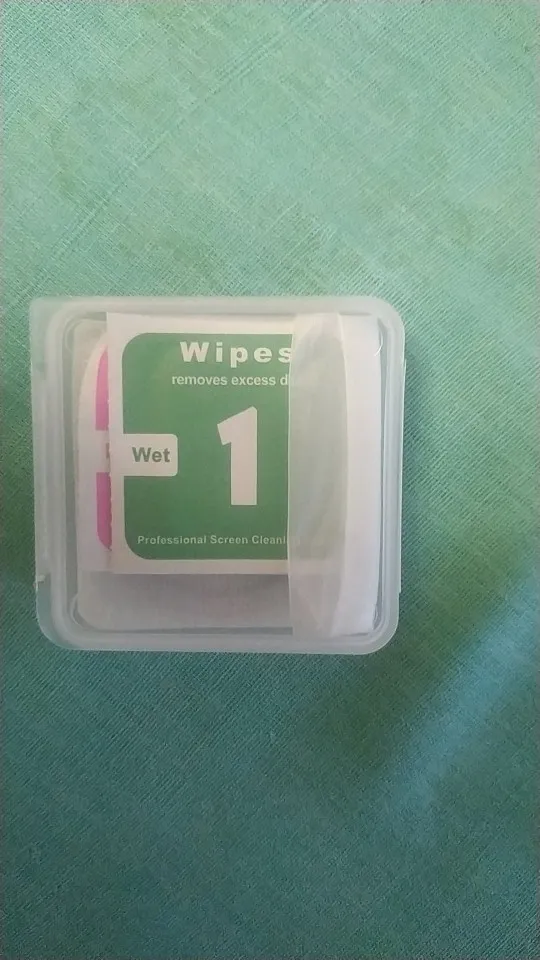 Wipes
removes excess d
1
Wet
Professional Screen Cleani